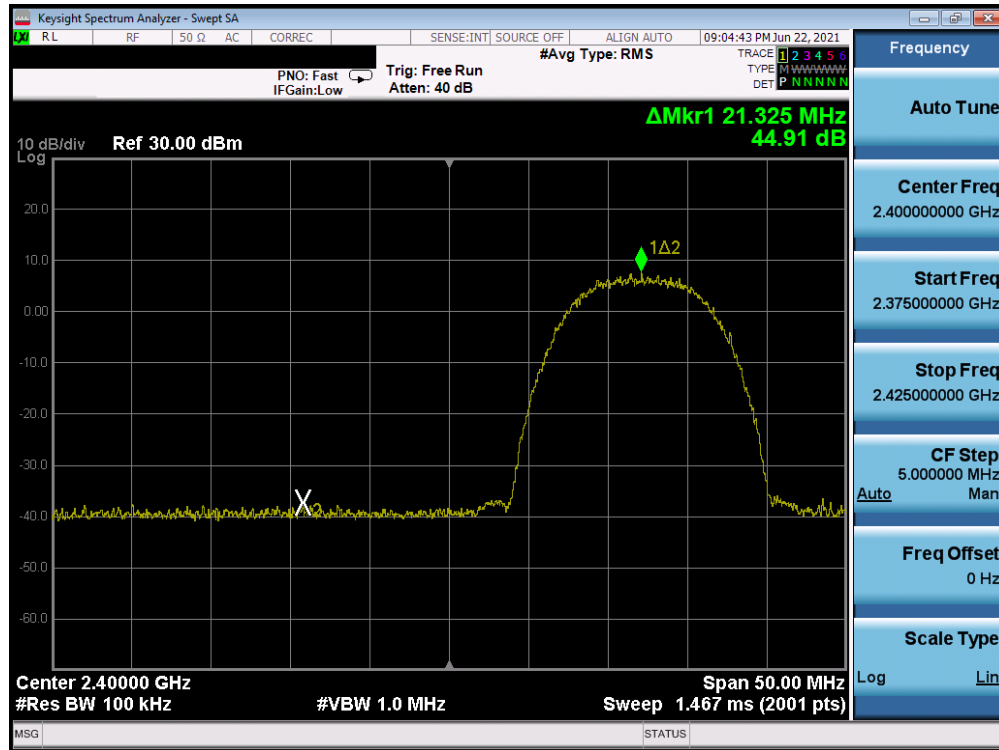 Keysight Spectrum Analyzer - Swept SA
LXI RL RF 50 Ω AC CORREC SENSE:INT SOURCE OFF ALIGN AUTO 09:04:43 PM Jun 22, 2021
#Avg Type: RMS
TRACE 1 2 3 4 5 6
TYPE M WWWWW
DET P N N N N N
PNO: Fast
IFGain:Low
Trig: Free Run
Atten: 40 dB
ΔMkr1 21.325 MHz
44.91 dB
10 dB/div
Log
Ref 30.00 dBm
20.0
10.0
0.00
-10.0
-20.0
-30.0
-40.0
-50.0
-60.0
1Δ2
X2
Center 2.40000 GHz
#Res BW 100 kHz
#VBW 1.0 MHz
Span 50.00 MHz
Sweep 1.467 ms (2001 pts)
MSG
STATUS
Frequency
Auto Tune
Center Freq
2.400000000 GHz
Start Freq
2.375000000 GHz
Stop Freq
2.425000000 GHz
CF Step
5.000000 MHz
Auto Man
Freq Offset
0 Hz
Scale Type
Log Lin